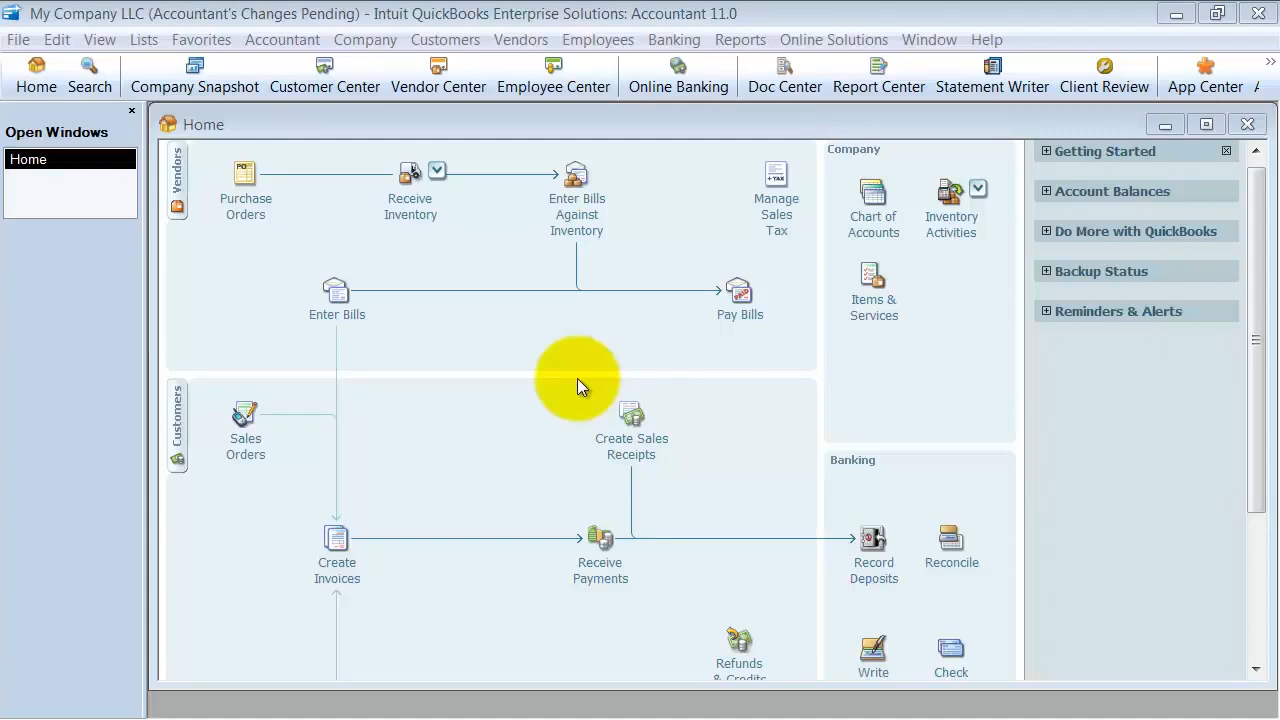 My Company LLC (Accountant's Changes Pending) - Intuit QuickBooks Enterprise Solutions: Accountant 11.0
File Edit View Lists Favorites Accountant Company Customers Vendors Employees Banking Reports Online Solutions Window Help
Home Search Company Snapshot Customer Center Vendor Center Employee Center Online Banking Doc Center Report Center Statement Writer Client Review App Center
Open Windows
Home
Home
Vendors
PO
Purchase
Orders
Receive
Inventory
Enter Bills
Against
Inventory
+TAX
Manage
Sales
Tax
Enter Bills
Pay Bills
Customers
Sales
Orders
Create Sales
Receipts
Create
Invoices
Receive
Payments
Refunds
& Credits
Company
Chart of
Accounts
Inventory
Activities
Items &
Services
Banking
Record
Deposits
Reconcile
Write
Check
Getting Started
Account Balances
Do More with QuickBooks
Backup Status
Reminders & Alerts